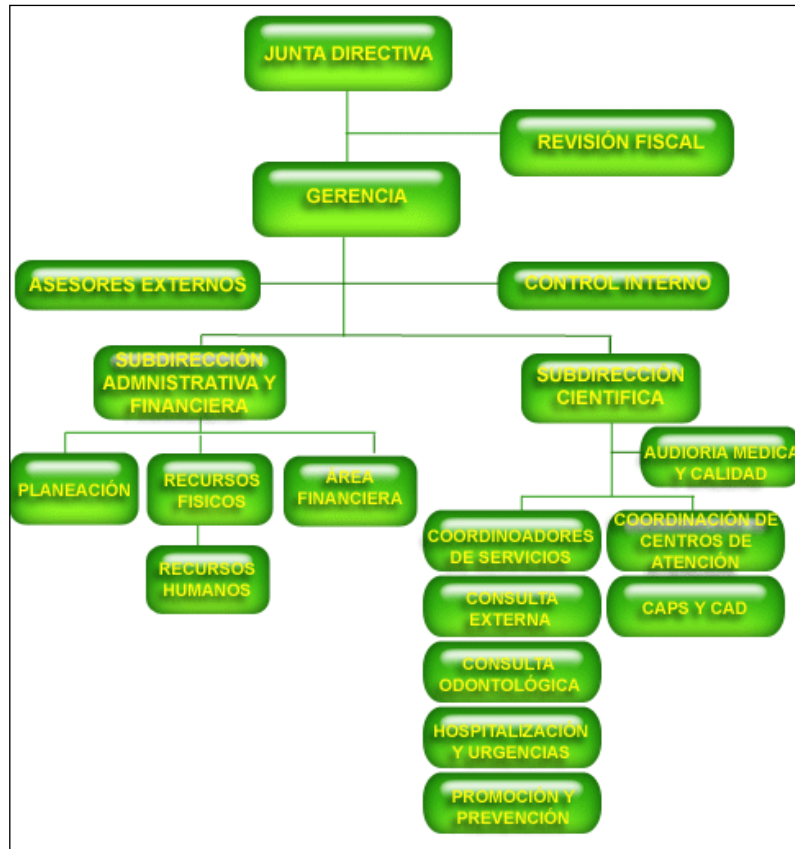 JUNTA DIRECTIVA
REVISIÓN FISCAL
GERENCIA
ASESORES EXTERNOS
CONTROL INTERNO
SUBDIRECCIÓN
ADMNISTRATIVA Y
FINANCIERA
SUBDIRECCIÓN
CIENTIFICA
AUDIORIA MEDICA
Y CALIDAD
PLANEACIÓN
RECURSOS
FISICOS
ÁREA
FINANCIERA
RECURSOS
HUMANOS
COORDINOADORES
DE SERVICIOS
COORDINACIÓN DE
CENTROS DE
ATENCIÓN
CONSULTA
EXTERNA
CAPS Y CAD
CONSULTA
ODONTOLÓGICA
HOSPITALIZACIÓN
Y URGENCIAS
PROMOCIÓN Y
PREVENCIÓN